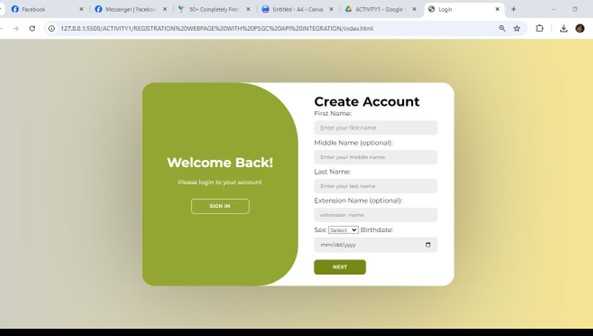 Facebook
Messenger | Facebook
50+ Completely Free
Untitled - A4 - Canva
ACTIVITY1 - Google
Login
127.0.0.1:5500/ACTIVITY1/REGISTRATION%20WEBPAGE%20WITH%20PSGC%20API%20INTEGRATION/index.html
Welcome Back!
Please login to your account
SIGN IN
Create Account
First Name:
Enter your first name
Middle Name (optional):
Enter your middle name
Last Name:
Enter your last name
Extension Name (optional):
extension name
Sex: Select Birthdate:
mm/dd/yyyy
NEXT